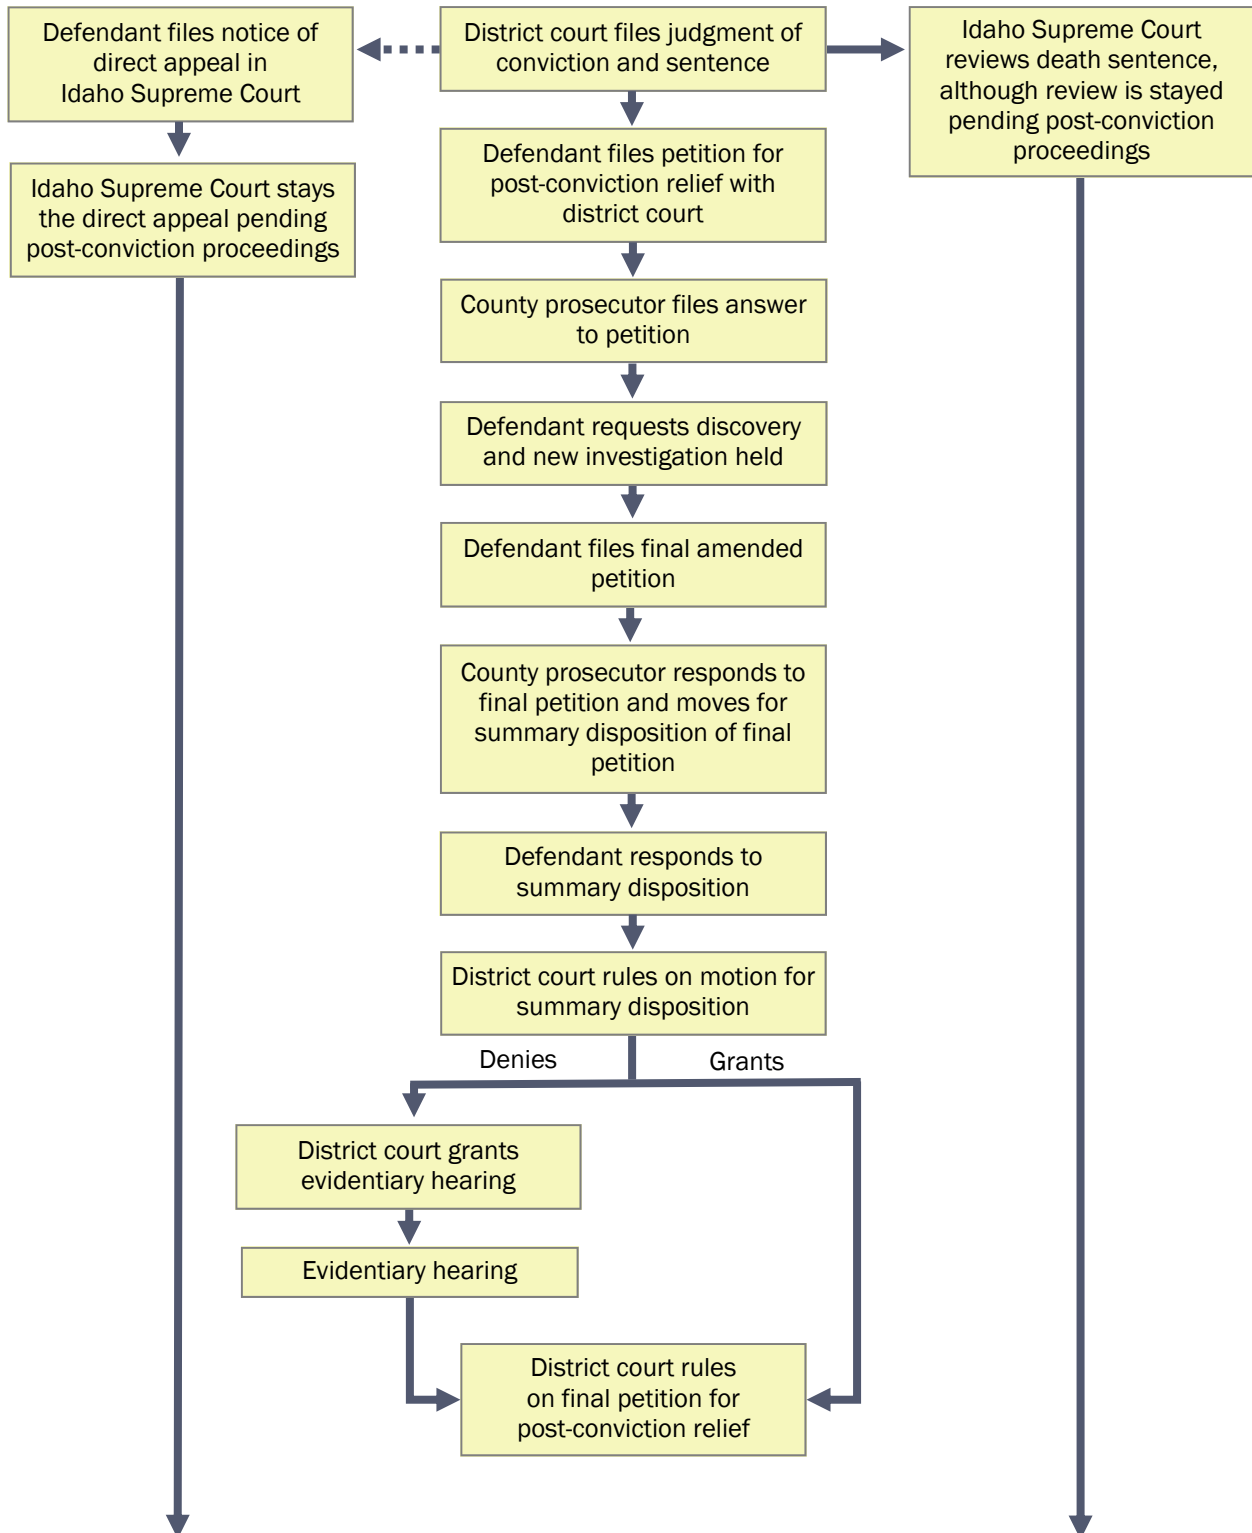 Defendant files notice of
direct appeal in
Idaho Supreme Court
District court files judgment of
conviction and sentence
Idaho Supreme Court
reviews death sentence,
although review is stayed
pending post-conviction
proceedings
Idaho Supreme Court stays
the direct appeal pending
post-conviction proceedings
Defendant files petition for
post-conviction relief with
district court
County prosecutor files answer
to petition
Defendant requests discovery
and new investigation held
Defendant files final amended
petition
County prosecutor responds to
final petition and moves for
summary disposition of final
petition
Defendant responds to
summary disposition
District court rules on motion for
summary disposition
Denies
Grants
District court grants
evidentiary hearing
Evidentiary hearing
District court rules
on final petition for
post-conviction relief